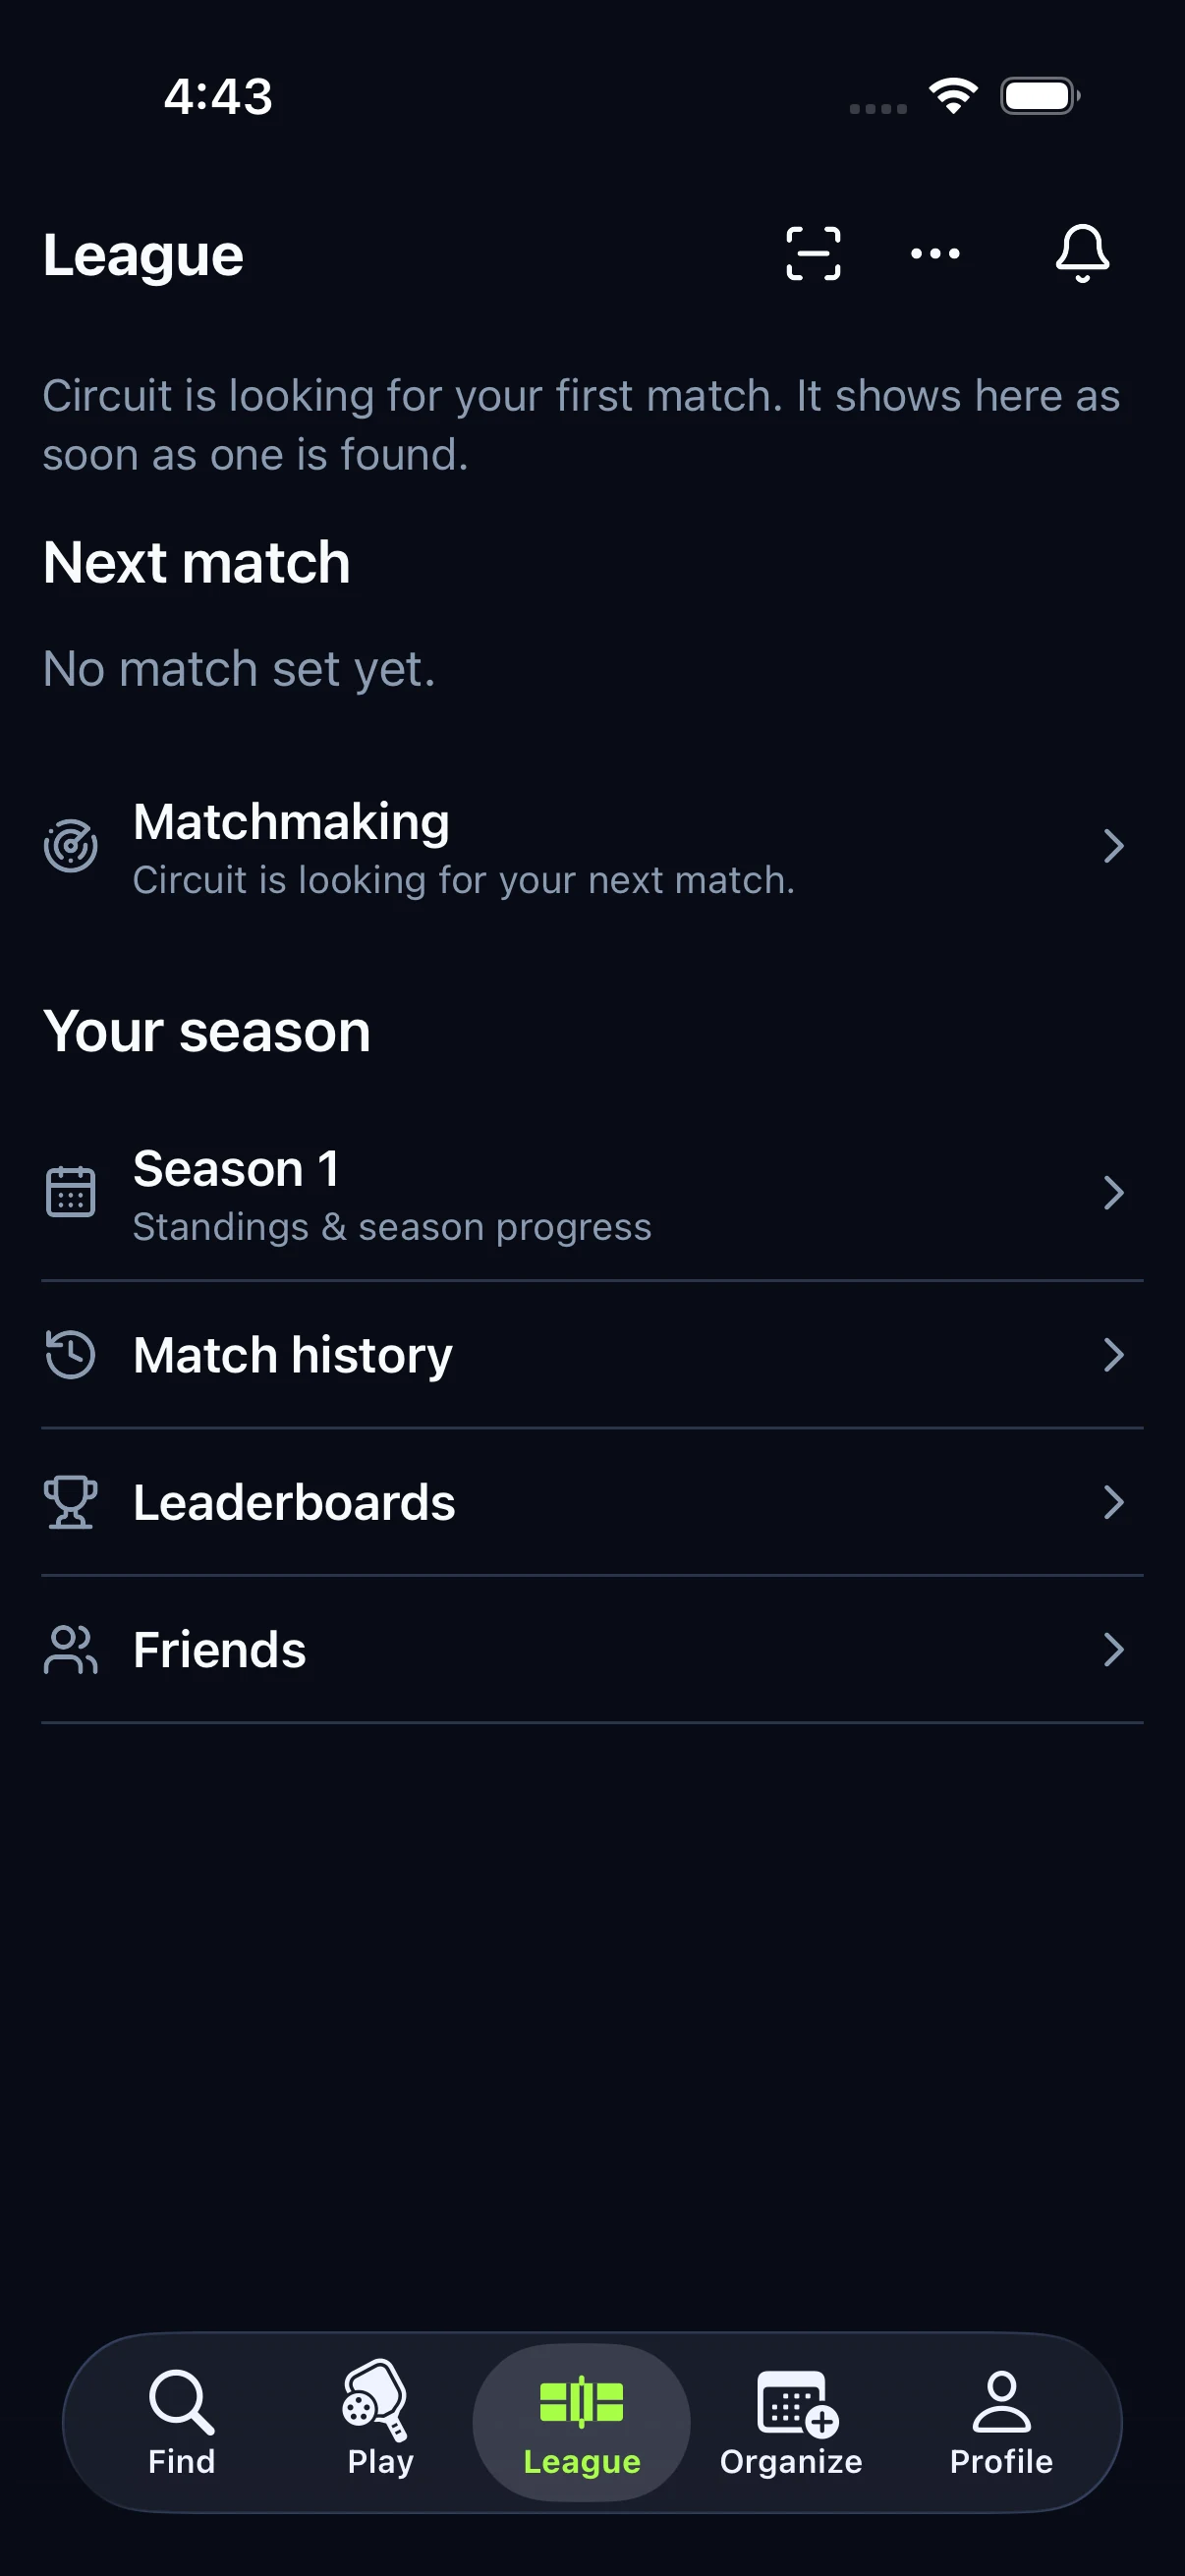 4:43
League
Circuit is looking for your first match. It shows here as
soon as one is found.
Next match
No match set yet.
Matchmaking
Circuit is looking for your next match.
Your season
Season 1
Standings & season progress
Match history
Leaderboards
Friends
Find
Play
League
Organize
Profile